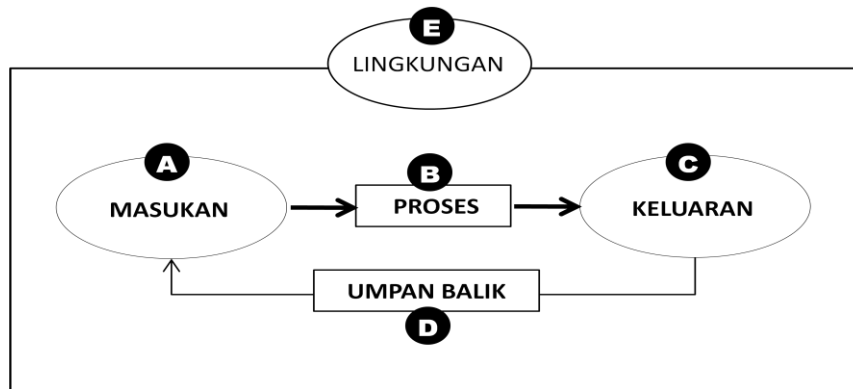 E
LINGKUNGAN
A
MASUKAN
B
PROSES
C
KELUARAN
UMPAN BALIK
D